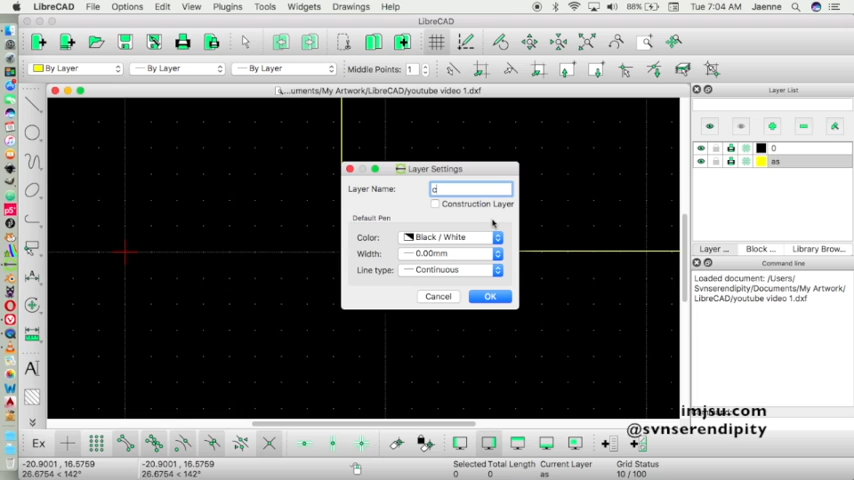 LibreCAD File Options Edit View Plugins Tools Widgets Drawings Help
88% Tue 7:04 AM Jaenne
LibreCAD
By Layer By Layer By Layer Middle Points: 1
...uments/My Artwork/LibreCAD/youtube video 1.dxf
Layer List
0
as
Layer Settings
Layer Name: c
Construction Layer
Default Pen
Color: Black / White
Width: 0.00mm
Line type: Continuous
Cancel OK
Layer ... Block ... Library Brow...
Command line
Loaded document: /Users/
Svnserendipity/Documents/My Artwork/
LibreCAD/youtube video 1.dxf
imjsu.com
@svnserendipity
A
Ex
-20.9001 , 16.5759 -20.9001 , 16.5759 Selected Total Length Current Layer Grid Status
26.6754 < 142° 26.6754 < 142° 0 0 as 10 / 100